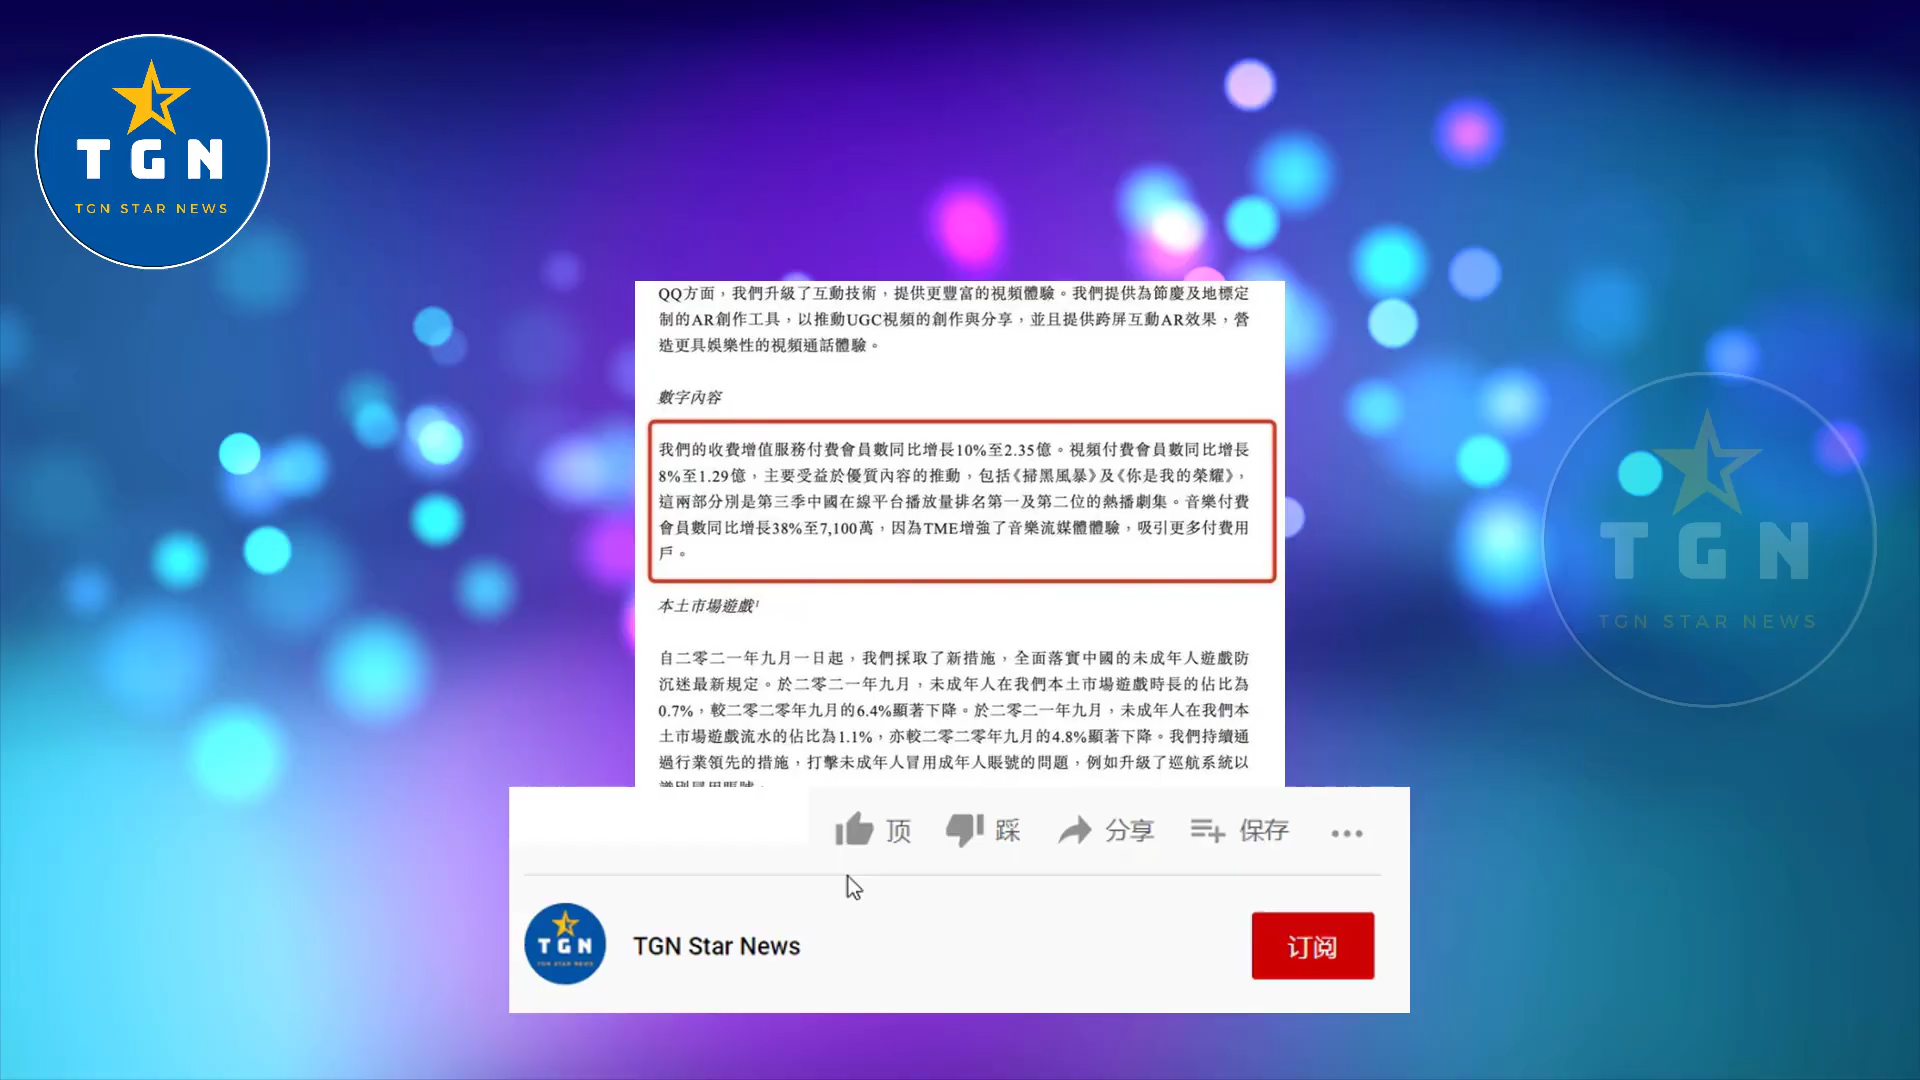 TGN
TGN STAR NEWS
QQ方面，我們升級了互動技術，提供更豐富的視頻體驗。我們提供為節慶及地標定
制的AR創作工具，以推動UGC視頻的創作與分享，並且提供跨屏互動AR效果，營
造更具娛樂性的視頻通話體驗。
數字內容
我們的收費增值服務付費會員數同比增長10%至2.35億。視頻付費會員數同比增長
8%至1.29億，主要受益於優質內容的推動，包括《掃黑風暴》及《你是我的榮耀》，
這兩部分別是第三季中國在線平台播放量排名第一及第二位的熱播劇集。音樂付費
會員數同比增長38%至7,100萬，因為TME增強了音樂流媒體體驗，吸引更多付費用
戶。
本土市場遊戲¹
自二零二一年九月一日起，我們採取了新措施，全面落實中國的未成年人遊戲防
沉迷最新規定。於二零二一年九月，未成年人在我們本土市場遊戲時長的佔比為
0.7%，較二零二零年九月的6.4%顯著下降。於二零二一年九月，未成年人在我們本
土市場遊戲流水的佔比為1.1%，亦較二零二零年九月的4.8%顯著下降。我們持續通
過行業領先的措施，打擊未成年人冒用成年人賬號的問題，例如升級了巡航系統以
TGN
TGN STAR NEWS
顶 踩 分享 保存
TGN
TGN STAR NEWS
TGN Star News
订阅